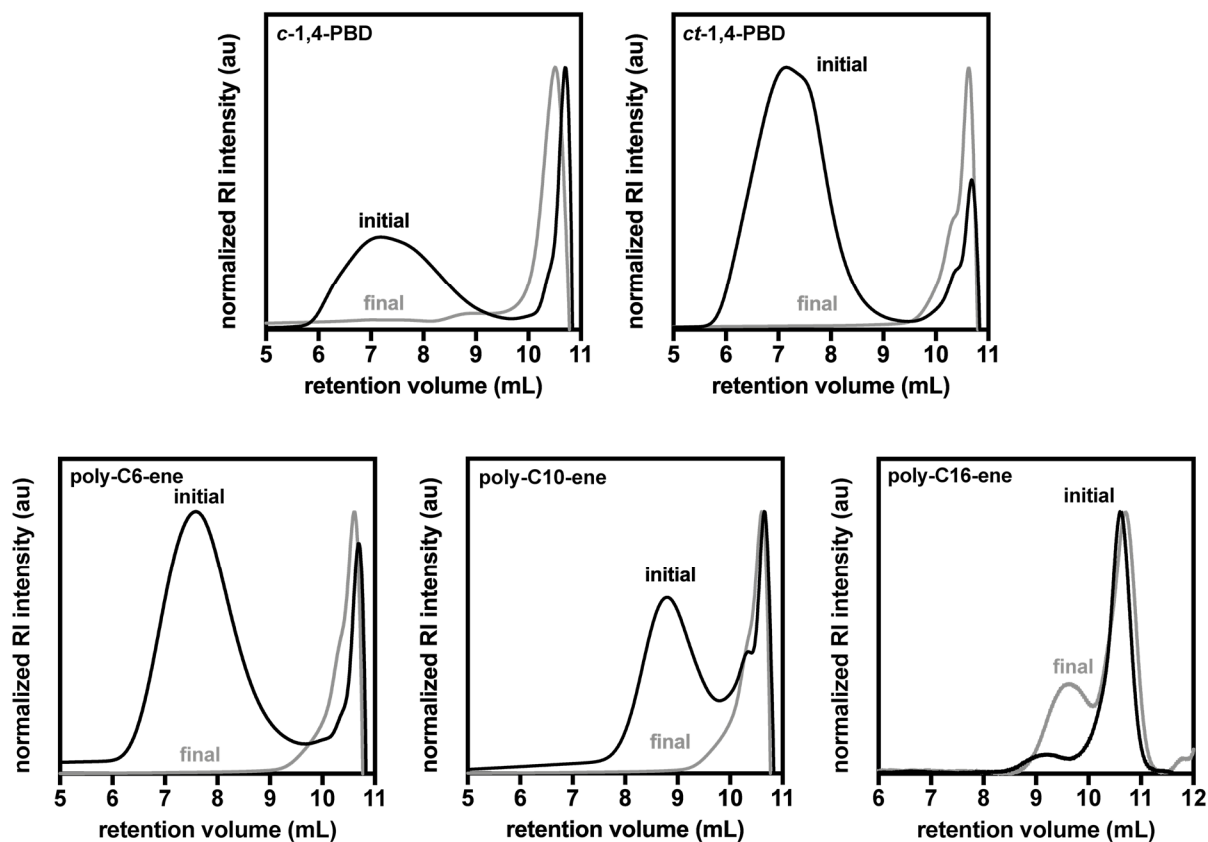 c-1,4-PBD
initial
final
normalized RI intensity (au)
5 6 7 8 9 10 11
retention volume (mL)
ct-1,4-PBD
initial
final
normalized RI intensity (au)
5 6 7 8 9 10 11
retention volume (mL)
poly-C6-ene
initial
final
normalized RI intensity (au)
5 6 7 8 9 10 11
retention volume (mL)
poly-C10-ene
initial
final
normalized RI intensity (au)
5 6 7 8 9 10 11
retention volume (mL)
poly-C16-ene
initial
final
normalized RI intensity (au)
6 7 8 9 10 11 12
retention volume (mL)